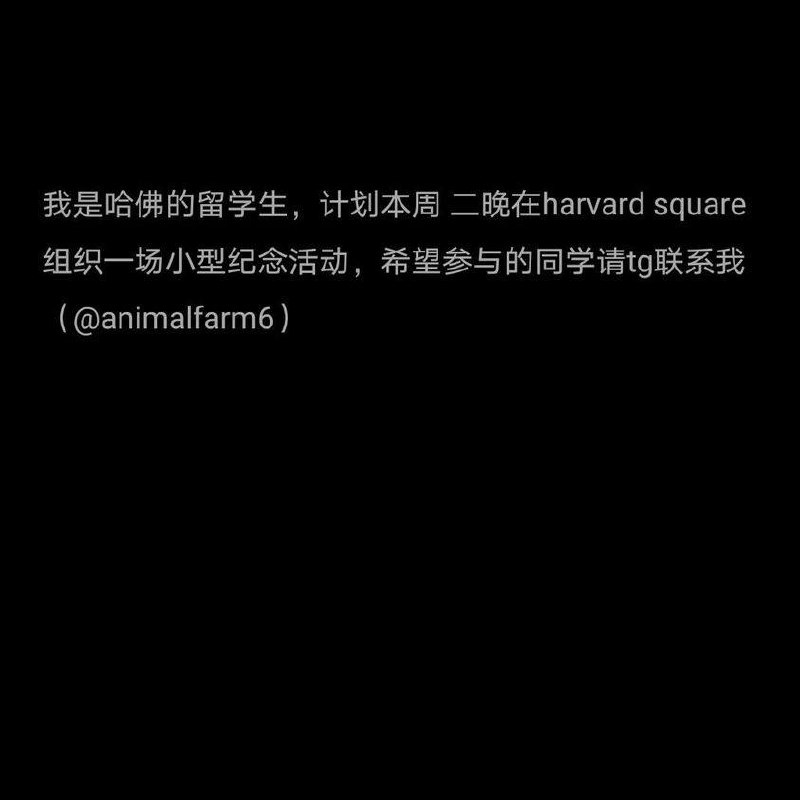 我是哈佛的留学生，计划本周 二晚在harvard square
组织一场小型纪念活动，希望参与的同学请tg联系我
（@animalfarm6）